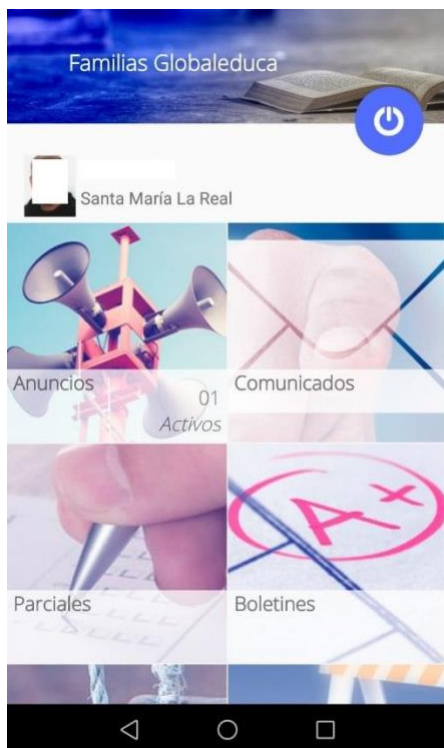 Familias Globaleduca
Santa María La Real
Anuncios
01
Activos
Comunicados
Parciales
Boletines
A+